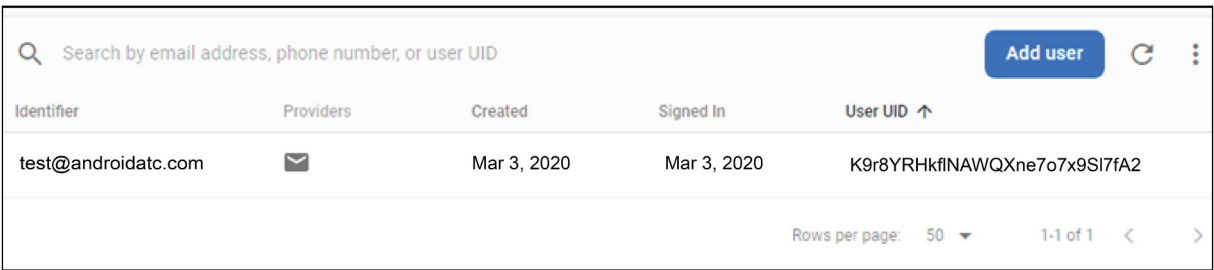 Search by email address, phone number, or user UID Add user
Identifier Providers Created Signed In User UID
test@androidatc.com Mar 3, 2020 Mar 3, 2020 K9r8YRHkflNAWQXne7o7x9Sl7fA2
Rows per page: 50 1-1 of 1